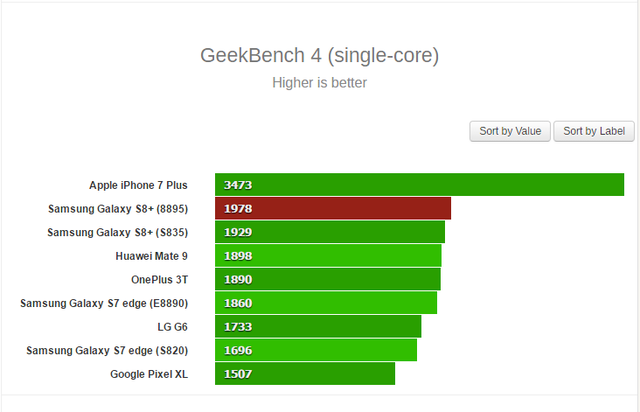 GeekBench 4 (single-core)
Higher is better
Sort by Value Sort by Label
Apple iPhone 7 Plus 3473
Samsung Galaxy S8+ (8895) 1978
Samsung Galaxy S8+ (S835) 1929
Huawei Mate 9 1898
OnePlus 3T 1890
Samsung Galaxy S7 edge (E8890) 1860
LG G6 1733
Samsung Galaxy S7 edge (S820) 1696
Google Pixel XL 1507